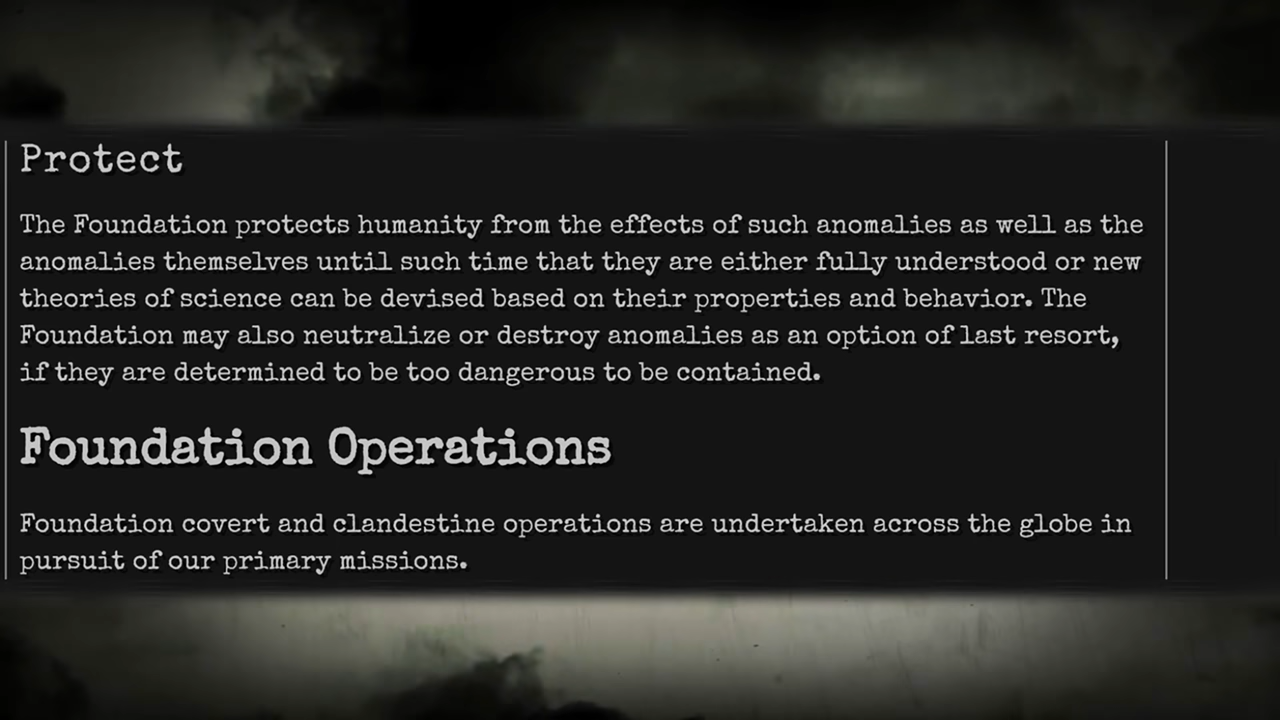 Protect
The Foundation protects humanity from the effects of such anomalies as well as the
anomalies themselves until such time that they are either fully understood or new
theories of science can be devised based on their properties and behavior. The
Foundation may also neutralize or destroy anomalies as an option of last resort,
if they are determined to be too dangerous to be contained.
Foundation Operations
Foundation covert and clandestine operations are undertaken across the globe in
pursuit of our primary missions.